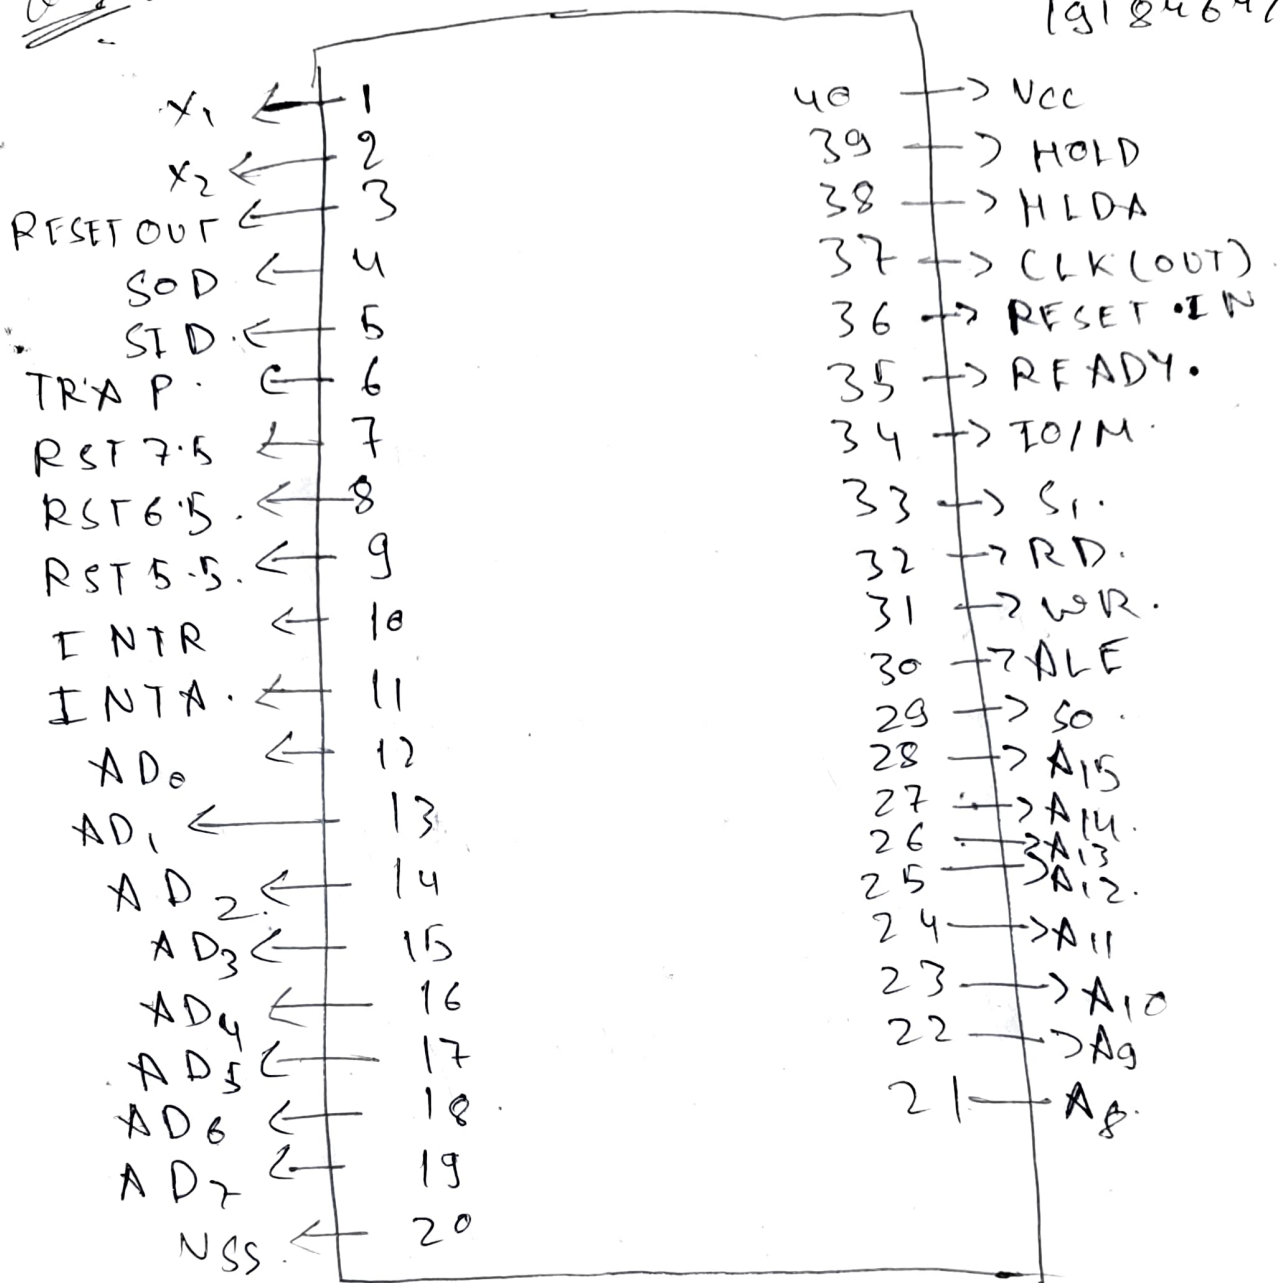 X1 1 40 VCC
X2 2 39 HOLD
RESET OUT 3 38 HLDA
SOD 4 37 CLK (OUT)
SID. 5 36 RESET IN
TRAP. 6 35 READY.
RST 7.5 7 34 IO/M.
RST 6.5. 8 33 S1.
RST 5.5. 9 32 RD.
INTR 10 31 WR.
INTA. 11 30 ALE
AD0 12 29 S0.
AD1 13 28 A15
AD2. 14 27 A14.
AD3 15 26 A13
AD4 16 25 A12.
AD5 17 24 A11
AD6 18 23 A10
AD7 19 22 A9
NSS. 20 21 A8.